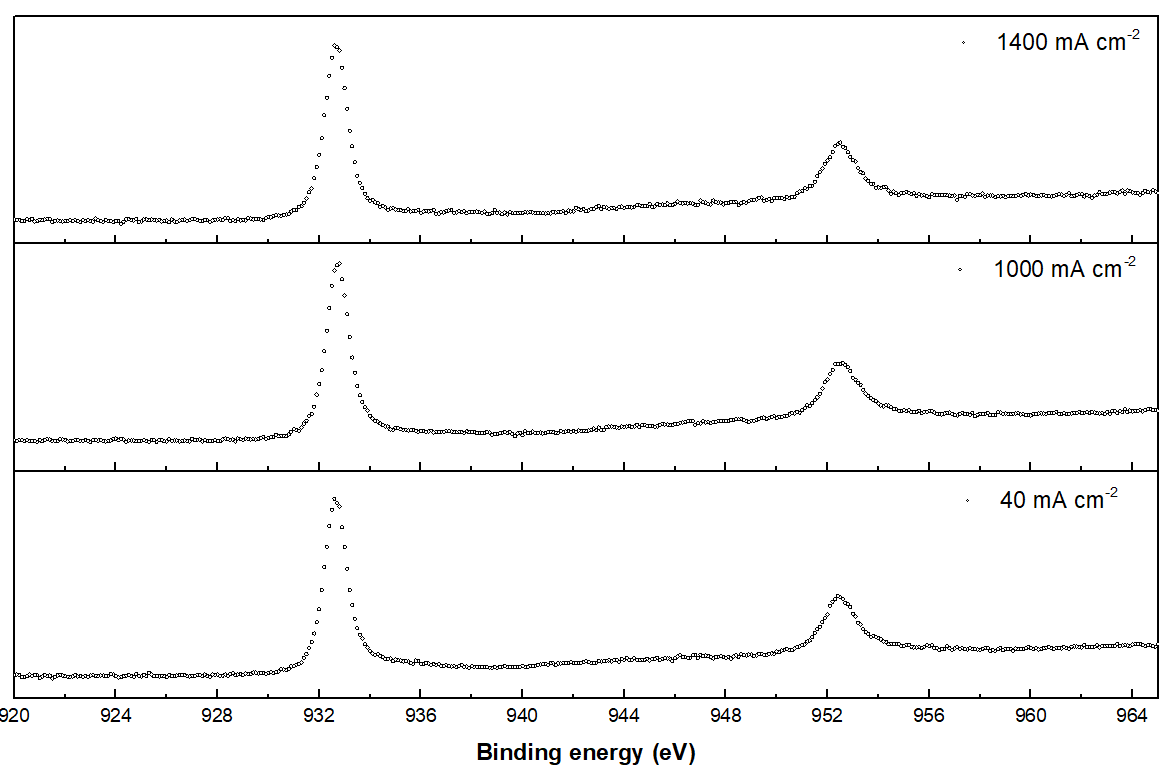 1400 mA cm⁻²
1000 mA cm⁻²
40 mA cm⁻²
920 924 928 932 936 940 944 948 952 956 960 964
Binding energy (eV)